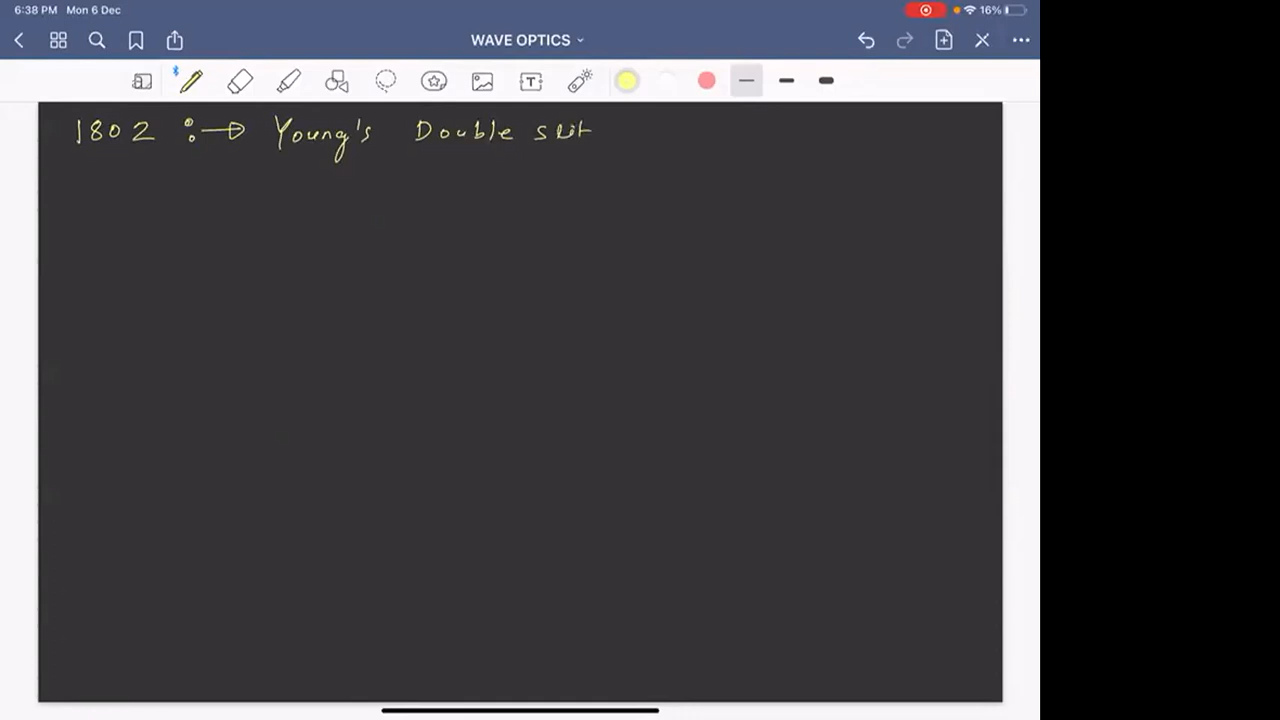 6:38 PM Mon 6 Dec
16%
WAVE OPTICS
T
1802 :→ Young's Double slit